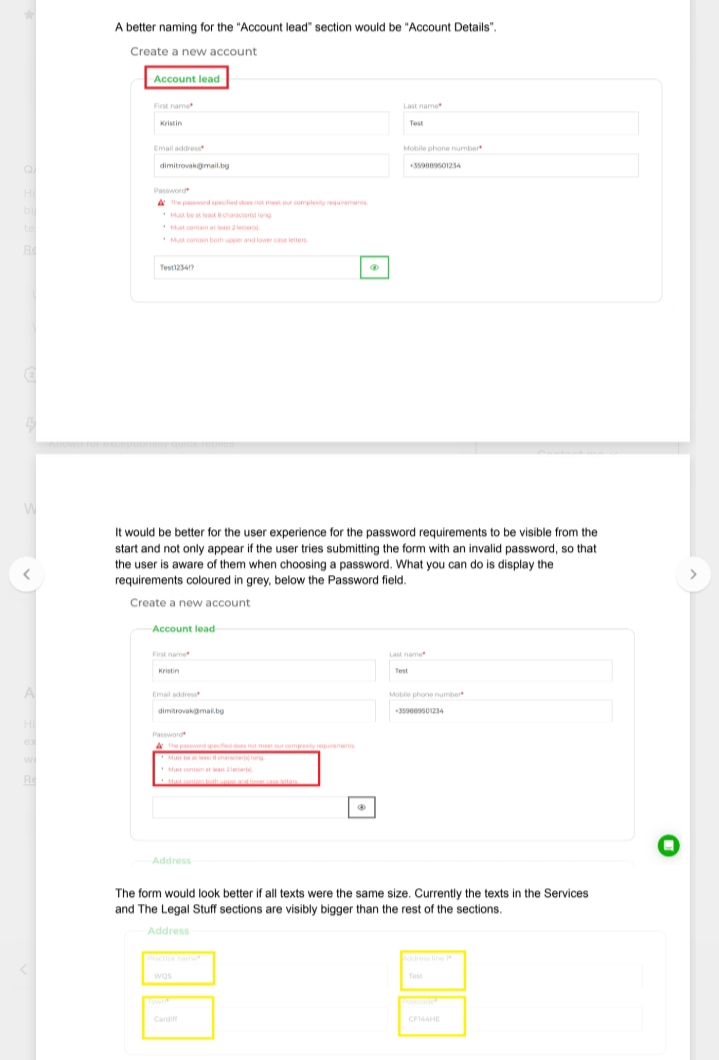 A better naming for the "Account lead" section would be "Account Details".
Create a new account
Account lead
First name*
Last name*
Kristin
Test
Email address*
Mobile phone number*
dimitrovak@mail.bg
+359889501234
Password*
The password specified does not meet our complexity requirements
Must be at least 8 character(s) long.
Must contain at least 2 letter(s).
Must contain both upper and lower case letters.
Test1234!?
It would be better for the user experience for the password requirements to be visible from the
start and not only appear if the user tries submitting the form with an invalid password, so that
the user is aware of them when choosing a password. What you can do is display the
requirements coloured in grey, below the Password field.
Create a new account
Account lead
First name*
Last name*
Kristin
Test
Email address*
Mobile phone number*
dimitrovak@mail.bg
+359889501234
Password*
The password specified does not meet our complexity requirements
Must be at least 8 character(s) long.
Must contain at least 2 letter(s).
Must contain both upper and lower case letters.
Address
The form would look better if all texts were the same size. Currently the texts in the Services
and The Legal Stuff sections are visibly bigger than the rest of the sections.
Address
Address line 1*
WQS
Test
Town*
Postcode*
Cardiff
CF144HE